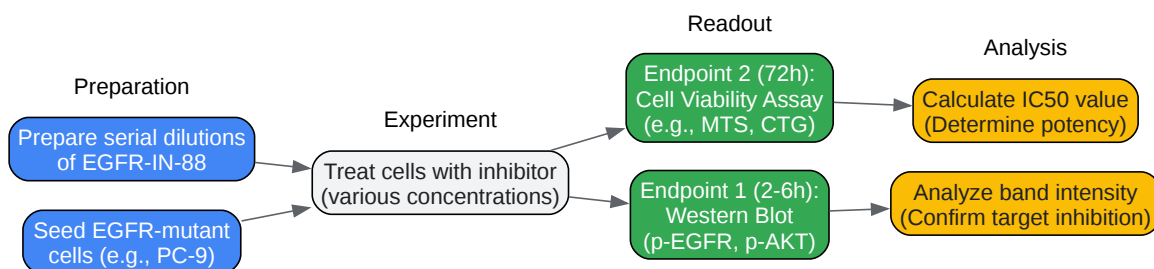 Preparation
Prepare serial dilutions
of EGFR-IN-88
Seed EGFR-mutant
cells (e.g., PC-9)
Experiment
Treat cells with inhibitor
(various concentrations)
Readout
Endpoint 2 (72h):
Cell Viability Assay
(e.g., MTS, CTG)
Endpoint 1 (2-6h):
Western Blot
(p-EGFR, p-AKT)
Analysis
Calculate IC50 value
(Determine potency)
Analyze band intensity
(Confirm target inhibition)